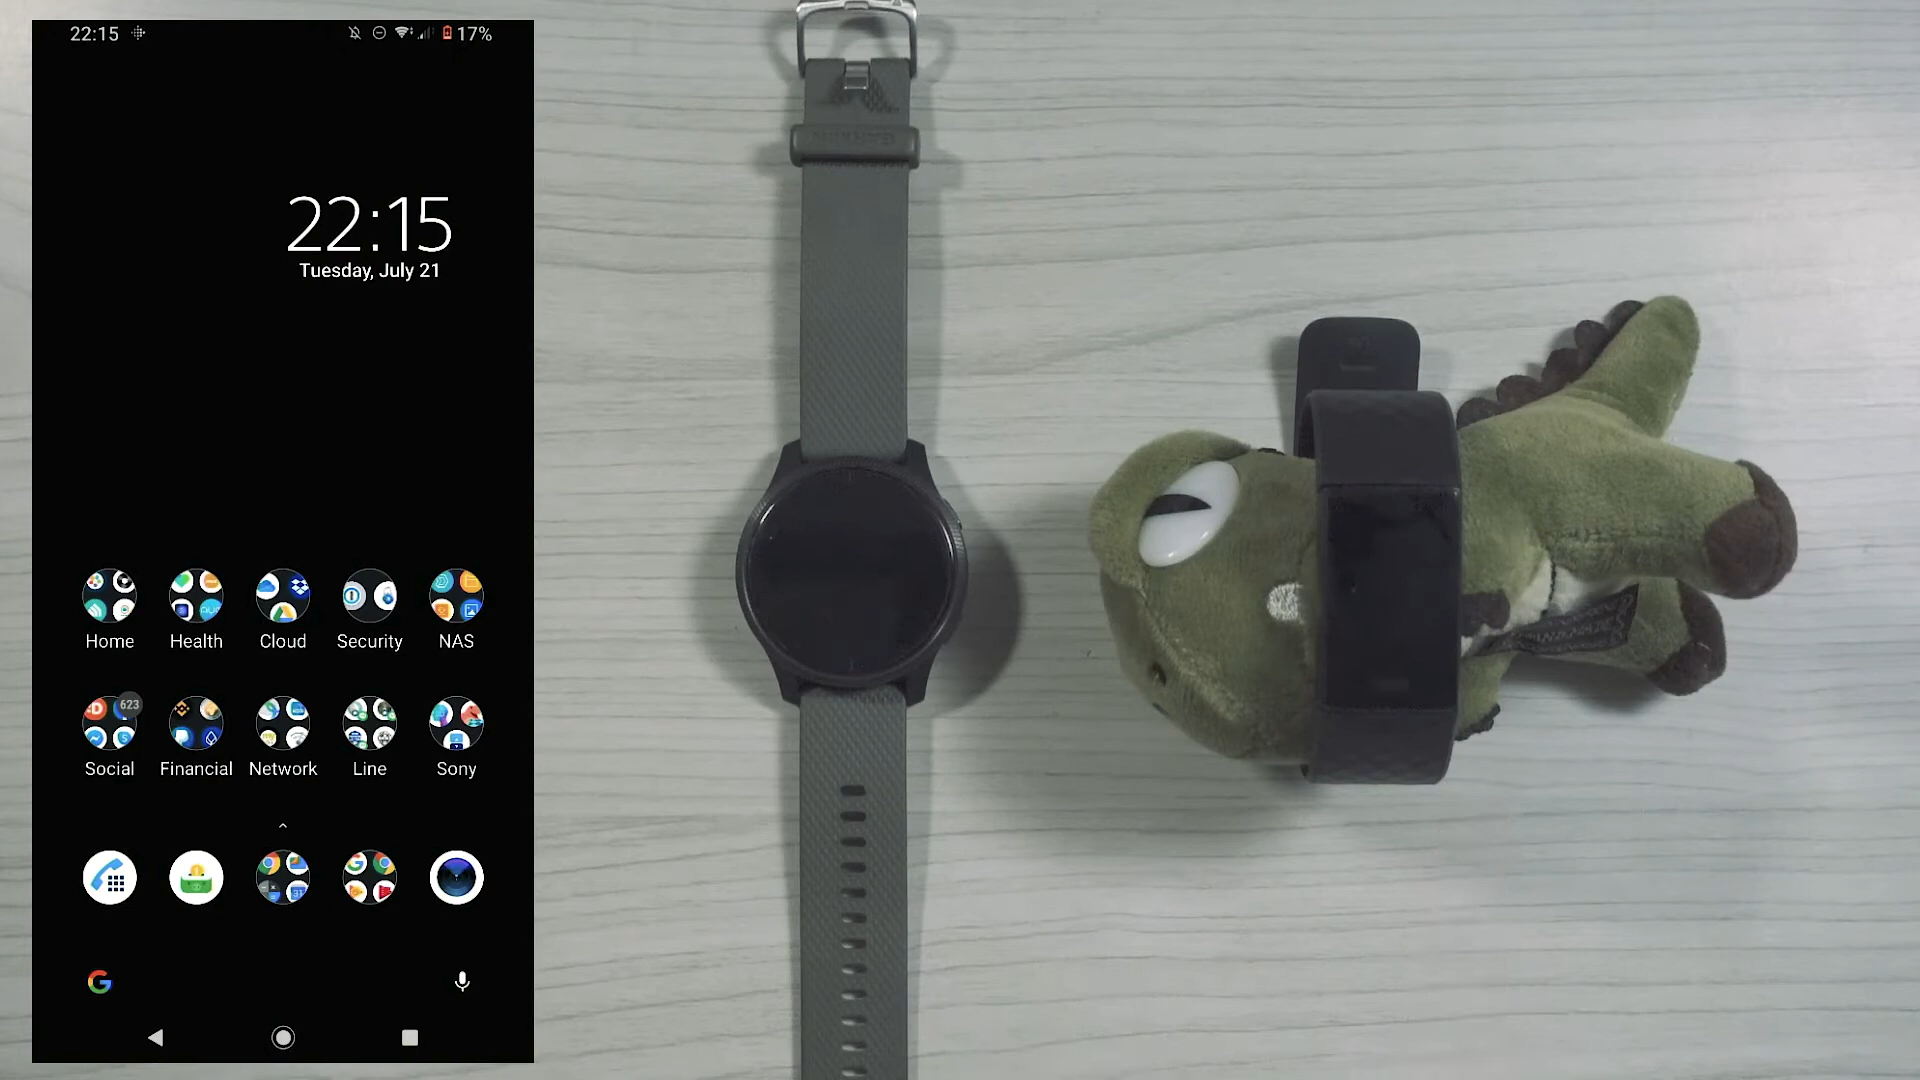 22:15
17%
22:15
Tuesday, July 21
Home
Health
Cloud
Security
NAS
623
Social
Financial
Network
Line
Sony